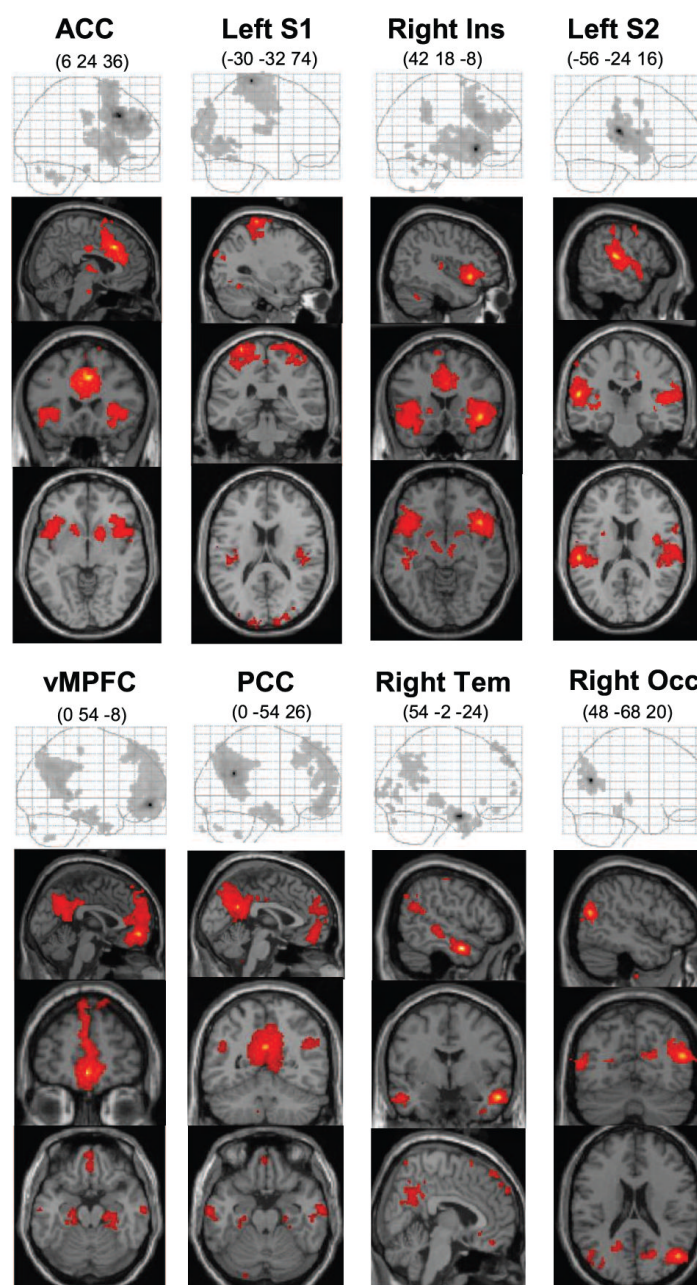 ACC Left S1 Right Ins Left S2
(6 24 36) (-30 -32 74) (42 18 -8) (-56 -24 16)
vMPFC PCC Right Tem Right Occ
(0 54 -8) (0 -54 26) (54 -2 -24) (48 -68 20)